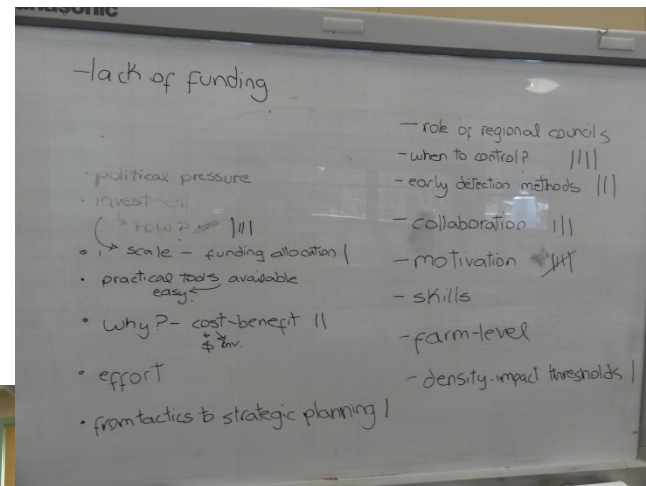 -lack of funding
• political pressure
• investment
how? |||
• scale - funding allocation |
• practical tools available
easy
• why? - cost-benefit ||
$ env.
• effort
• from tactics to strategic planning |
- role of regional councils
- when to control? ||||
- early detection methods |||
- collaboration |||
- motivation
- skills
- farm-level
- density-impact thresholds |